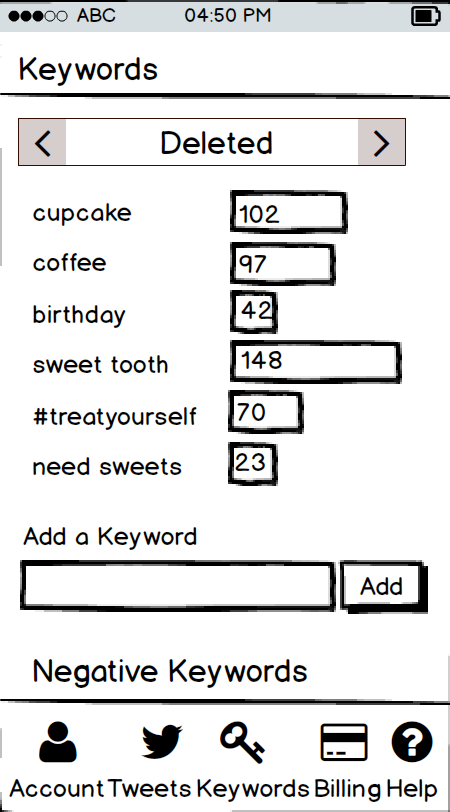 ABC 04:50 PM
Keywords
Deleted
cupcake 102
coffee 97
birthday 42
sweet tooth 148
#treatyourself 70
need sweets 23
Add a Keyword
Add
Negative Keywords
Account Tweets Keywords Billing Help